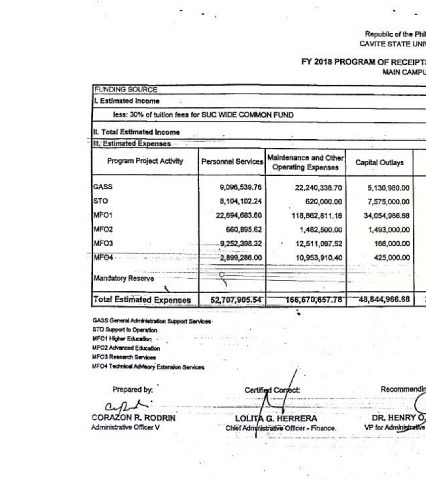 Republic of the Phi
CAVITE STATE UNI
FY 2018 PROGRAM OF RECEIPT
MAIN CAMPU
FUNDING SOURCE
I. Estimated Income
less: 30% of tuition fees for SUC WIDE COMMON FUND
II. Total Estimated Income
III. Estimated Expenses
Program Project Activity Personnel Services Maintenance and Other Operating Expenses Capital Outlays
GASS 9,096,539.76 22,240,338.70 5,130,980.00
STO 8,104,102.24 620,000.00 7,575,000.00
MFO1 22,694,683.60 118,862,811.16 34,054,986.68
MFO2 660,895.62 1,482,500.00 1,493,000.00
MFO3 9,252,398.32 12,511,097.52 166,000.00
MFO4 2,899,286.00 10,953,910.40 425,000.00
Mandatory Reserve
Total Estimated Expenses 52,707,905.54 166,670,657.78 48,844,966.68
GASS General Administration Support Services
STO Support to Operation
MFO1 Higher Education
MFO2 Advanced Education
MFO3 Research Services
MFO4 Technical Advisory Extension Services
Prepared by: Certified Correct: Recommendin
CORAZON R. RODRIN LOLITA G. HERRERA DR. HENRY O.
Administrative Officer V Chief Administrative Officer - Finance. VP for Administrative